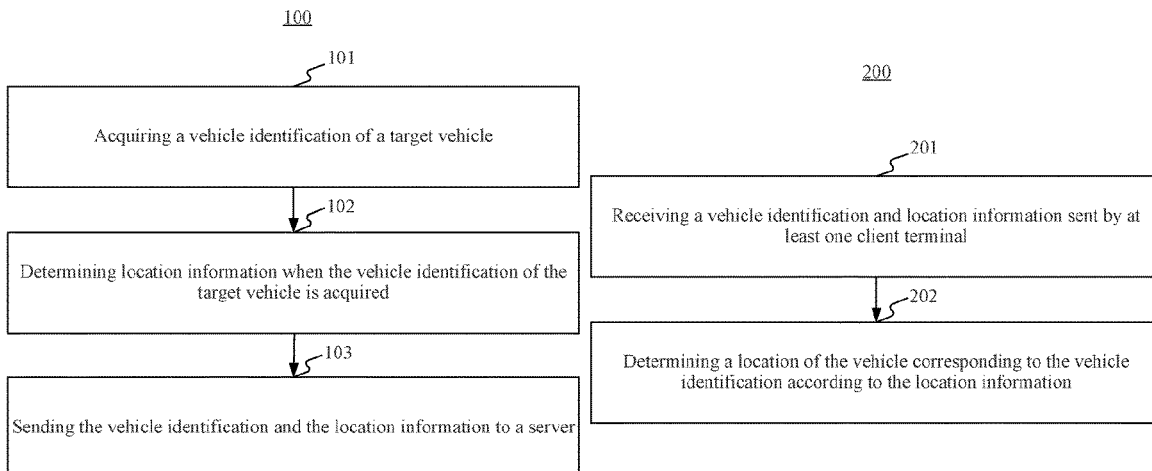 100
101
Acquiring a vehicle identification of a target vehicle
102
Determining location information when the vehicle identification of the
target vehicle is acquired
103
Sending the vehicle identification and the location information to a server
200
201
Receiving a vehicle identification and location information sent by at
least one client terminal
202
Determining a location of the vehicle corresponding to the vehicle
identification according to the location information